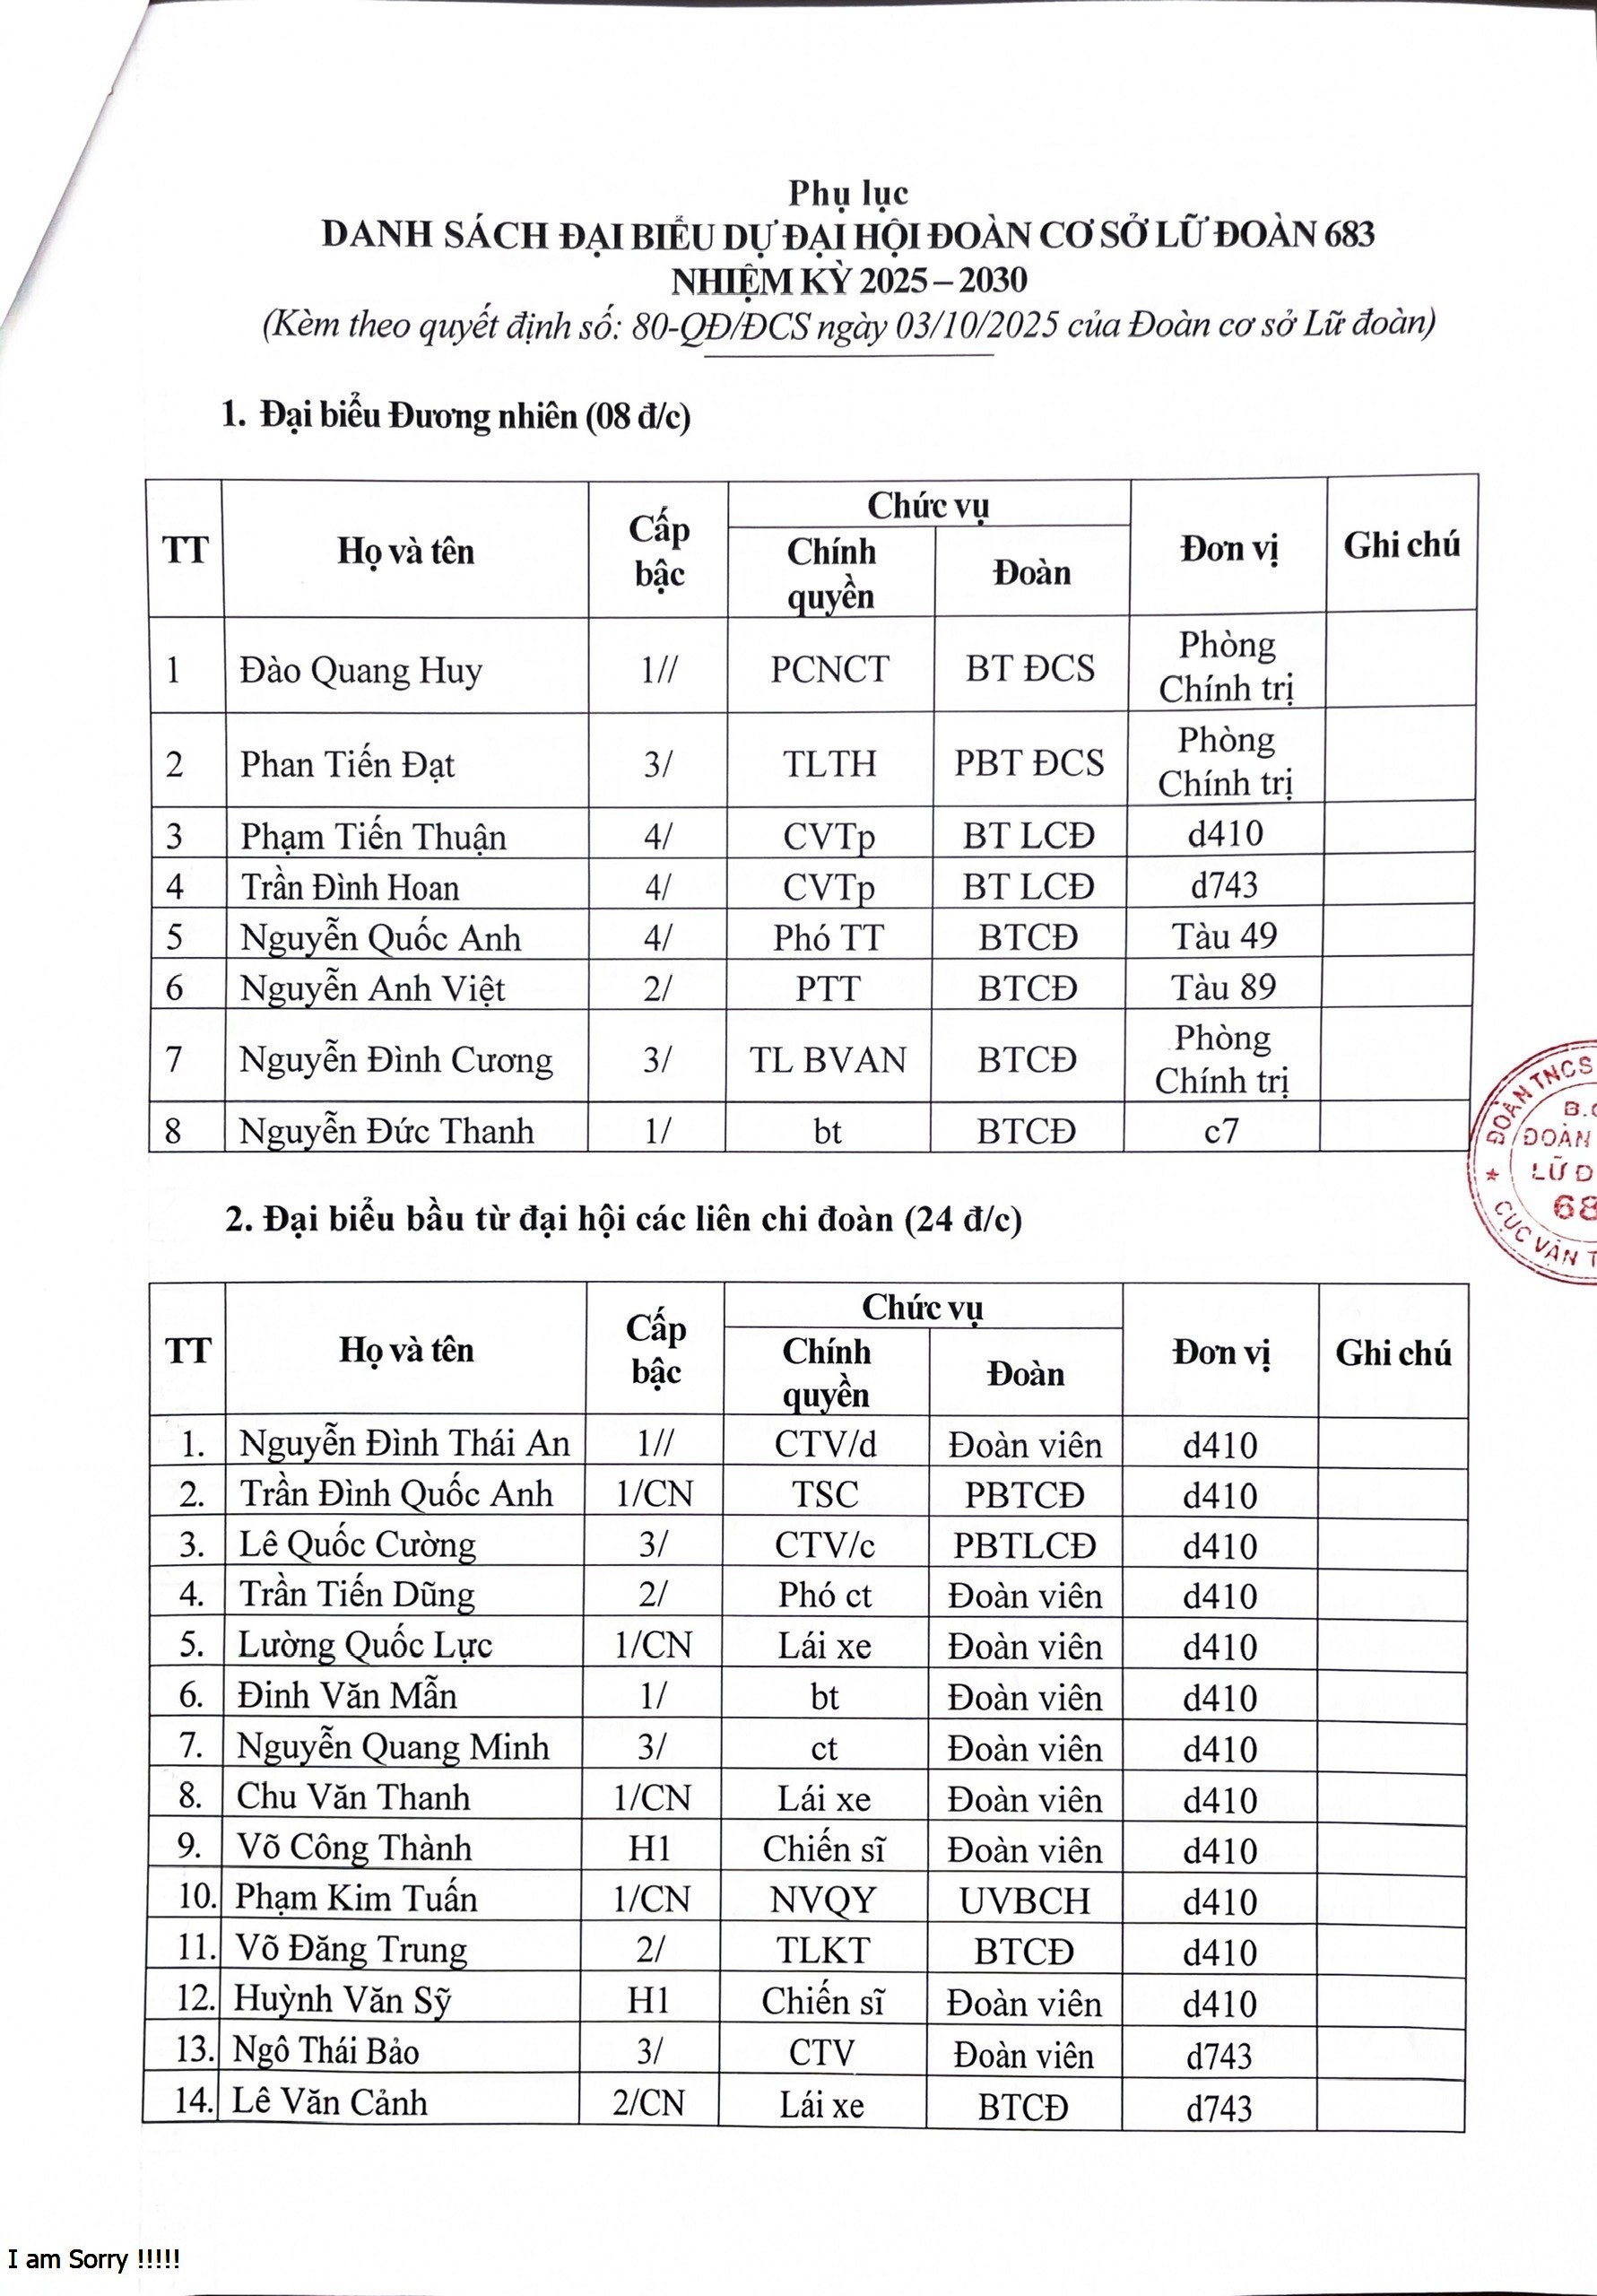 Phụ lục
DANH SÁCH ĐẠI BIỂU DỰ ĐẠI HỘI ĐOÀN CƠ SỞ LỮ ĐOÀN 683
NHIỆM KỲ 2025 – 2030
(Kèm theo quyết định số: 80-QĐ/ĐCS ngày 03/10/2025 của Đoàn cơ sở Lữ đoàn)
1. Đại biểu Đương nhiên (08 đ/c)
TT Họ và tên Cấp bậc Chức vụ Chính quyền Đoàn Đơn vị Ghi chú
1 Đào Quang Huy 1// PCNCT BT ĐCS Phòng Chính trị
2 Phan Tiến Đạt 3/ TLTH PBT ĐCS Phòng Chính trị
3 Phạm Tiến Thuận 4/ CVTp BT LCĐ d410
4 Trần Đình Hoan 4/ CVTp BT LCĐ d743
5 Nguyễn Quốc Anh 4/ Phó TT BTCĐ Tàu 49
6 Nguyễn Anh Việt 2/ PTT BTCĐ Tàu 89
7 Nguyễn Đình Cương 3/ TL BVAN BTCĐ Phòng Chính trị
8 Nguyễn Đức Thanh 1/ bt BTCĐ c7
ĐOÀN TNCS
B.C
ĐOÀN
LỮ Đ
68
★ CỤC VẬN T
2. Đại biểu bầu từ đại hội các liên chi đoàn (24 đ/c)
TT Họ và tên Cấp bậc Chức vụ Chính quyền Đoàn Đơn vị Ghi chú
1. Nguyễn Đình Thái An 1// CTV/d Đoàn viên d410
2. Trần Đình Quốc Anh 1/CN TSC PBTCĐ d410
3. Lê Quốc Cường 3/ CTV/c PBTLCĐ d410
4. Trần Tiến Dũng 2/ Phó ct Đoàn viên d410
5. Lường Quốc Lực 1/CN Lái xe Đoàn viên d410
6. Đinh Văn Mẫn 1/ bt Đoàn viên d410
7. Nguyễn Quang Minh 3/ ct Đoàn viên d410
8. Chu Văn Thanh 1/CN Lái xe Đoàn viên d410
9. Võ Công Thành H1 Chiến sĩ Đoàn viên d410
10. Phạm Kim Tuấn 1/CN NVQY UVBCH d410
11. Võ Đăng Trung 2/ TLKT BTCĐ d410
12. Huỳnh Văn Sỹ H1 Chiến sĩ Đoàn viên d410
13. Ngô Thái Bảo 3/ CTV Đoàn viên d743
14. Lê Văn Cảnh 2/CN Lái xe BTCĐ d743
I am Sorry !!!!!